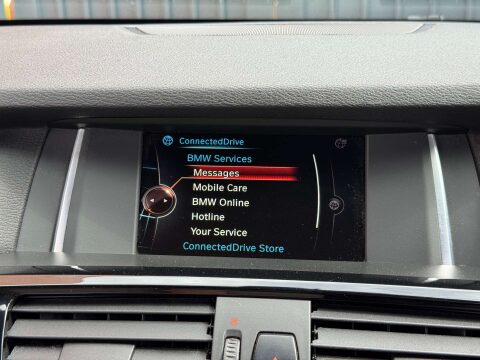 ConnectedDrive
BMW Services
Messages
Mobile Care
BMW Online
Hotline
Your Service
ConnectedDrive Store